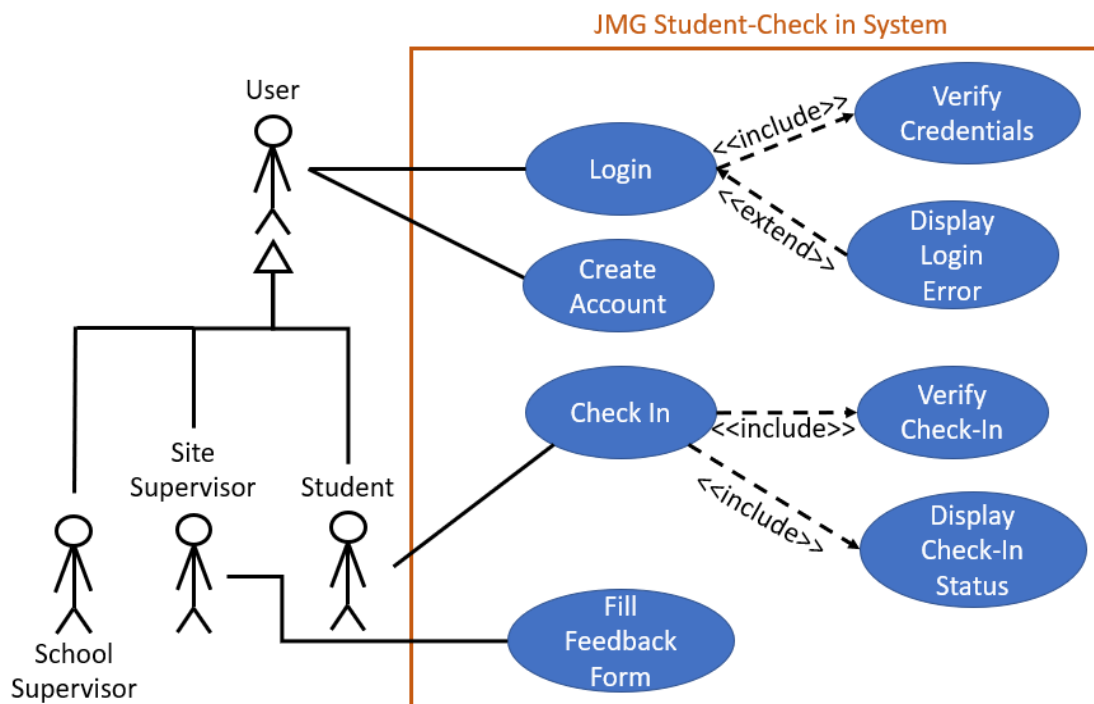 JMG Student-Check in System
User
Login
<<include>>
Verify
Credentials
<<extend>>
Display
Login
Error
Create
Account
Check In
<<include>>
Verify
Check-In
<<include>>
Display
Check-In
Status
Site
Supervisor
Student
School
Supervisor
Fill
Feedback
Form